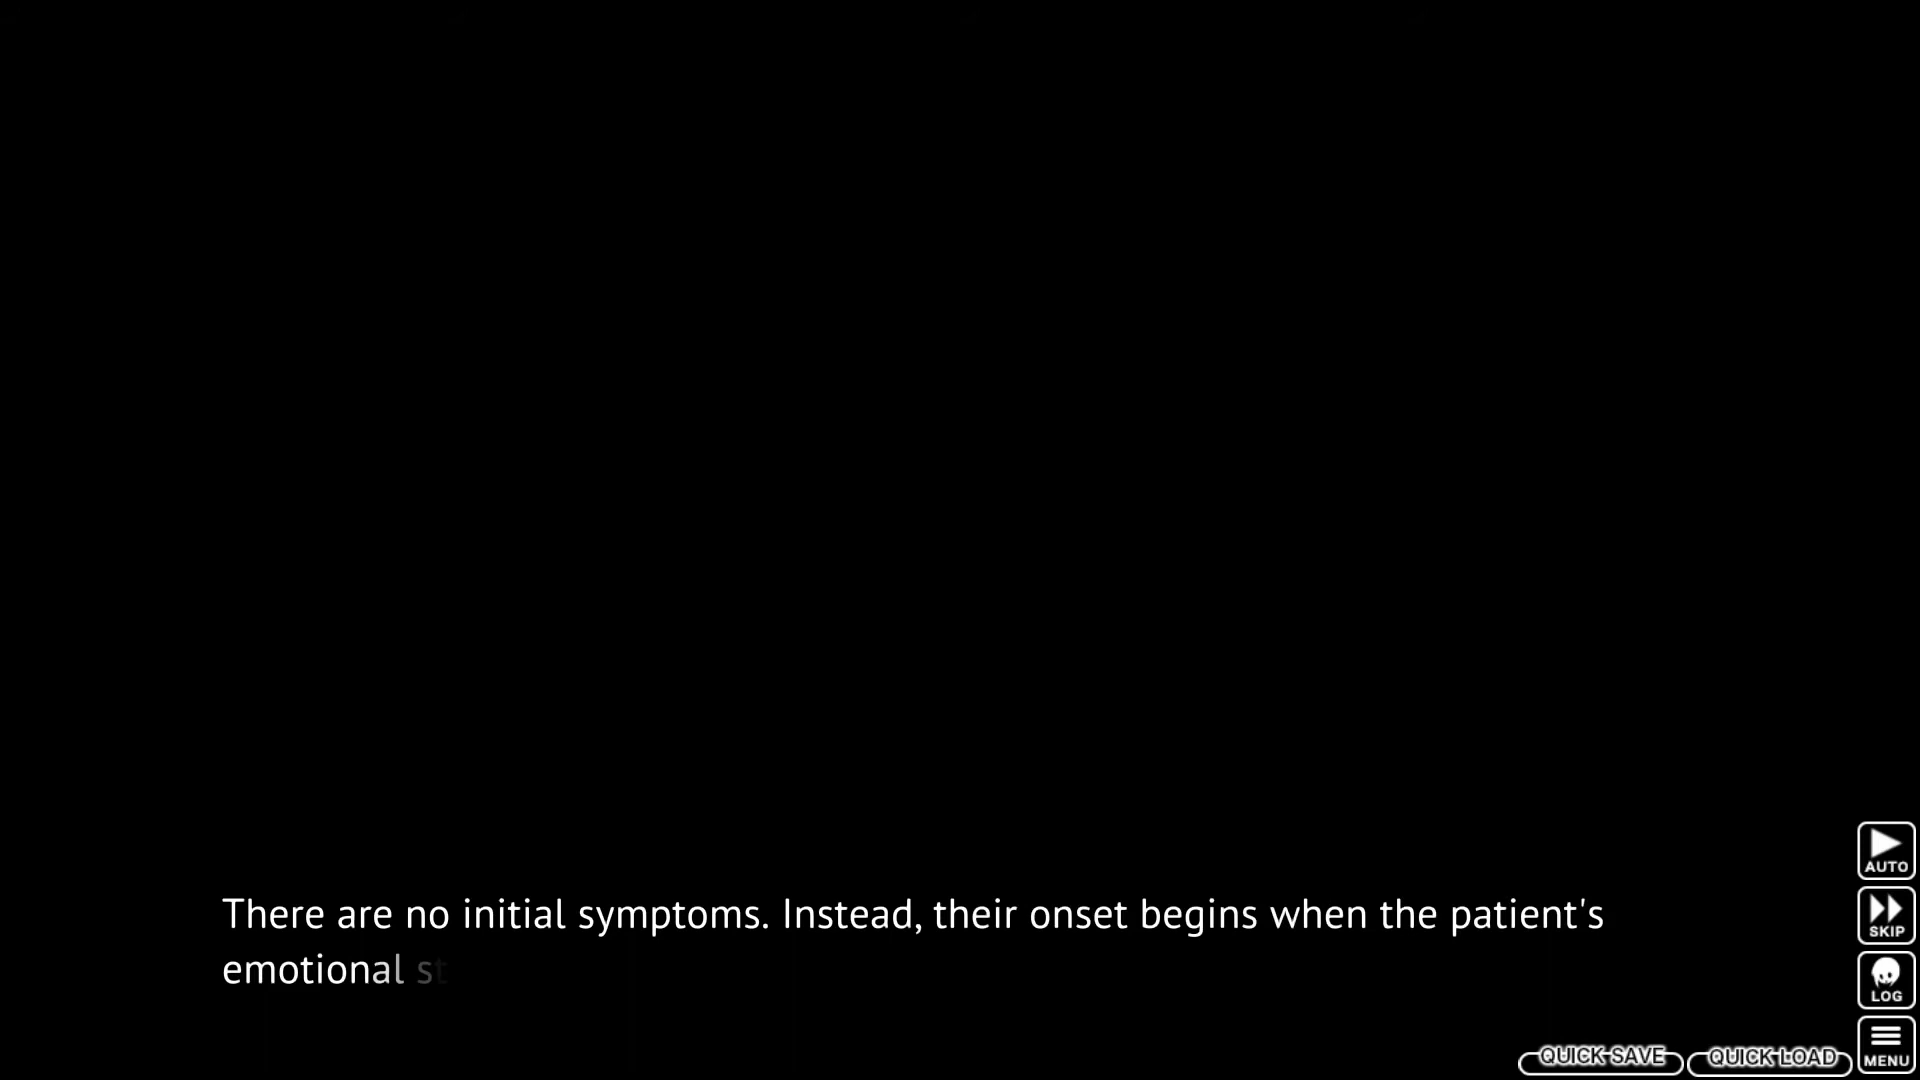 There are no initial symptoms. Instead, their onset begins when the patient's
emotional st
AUTO
SKIP
LOG
MENU
QUICK SAVE
QUICK LOAD